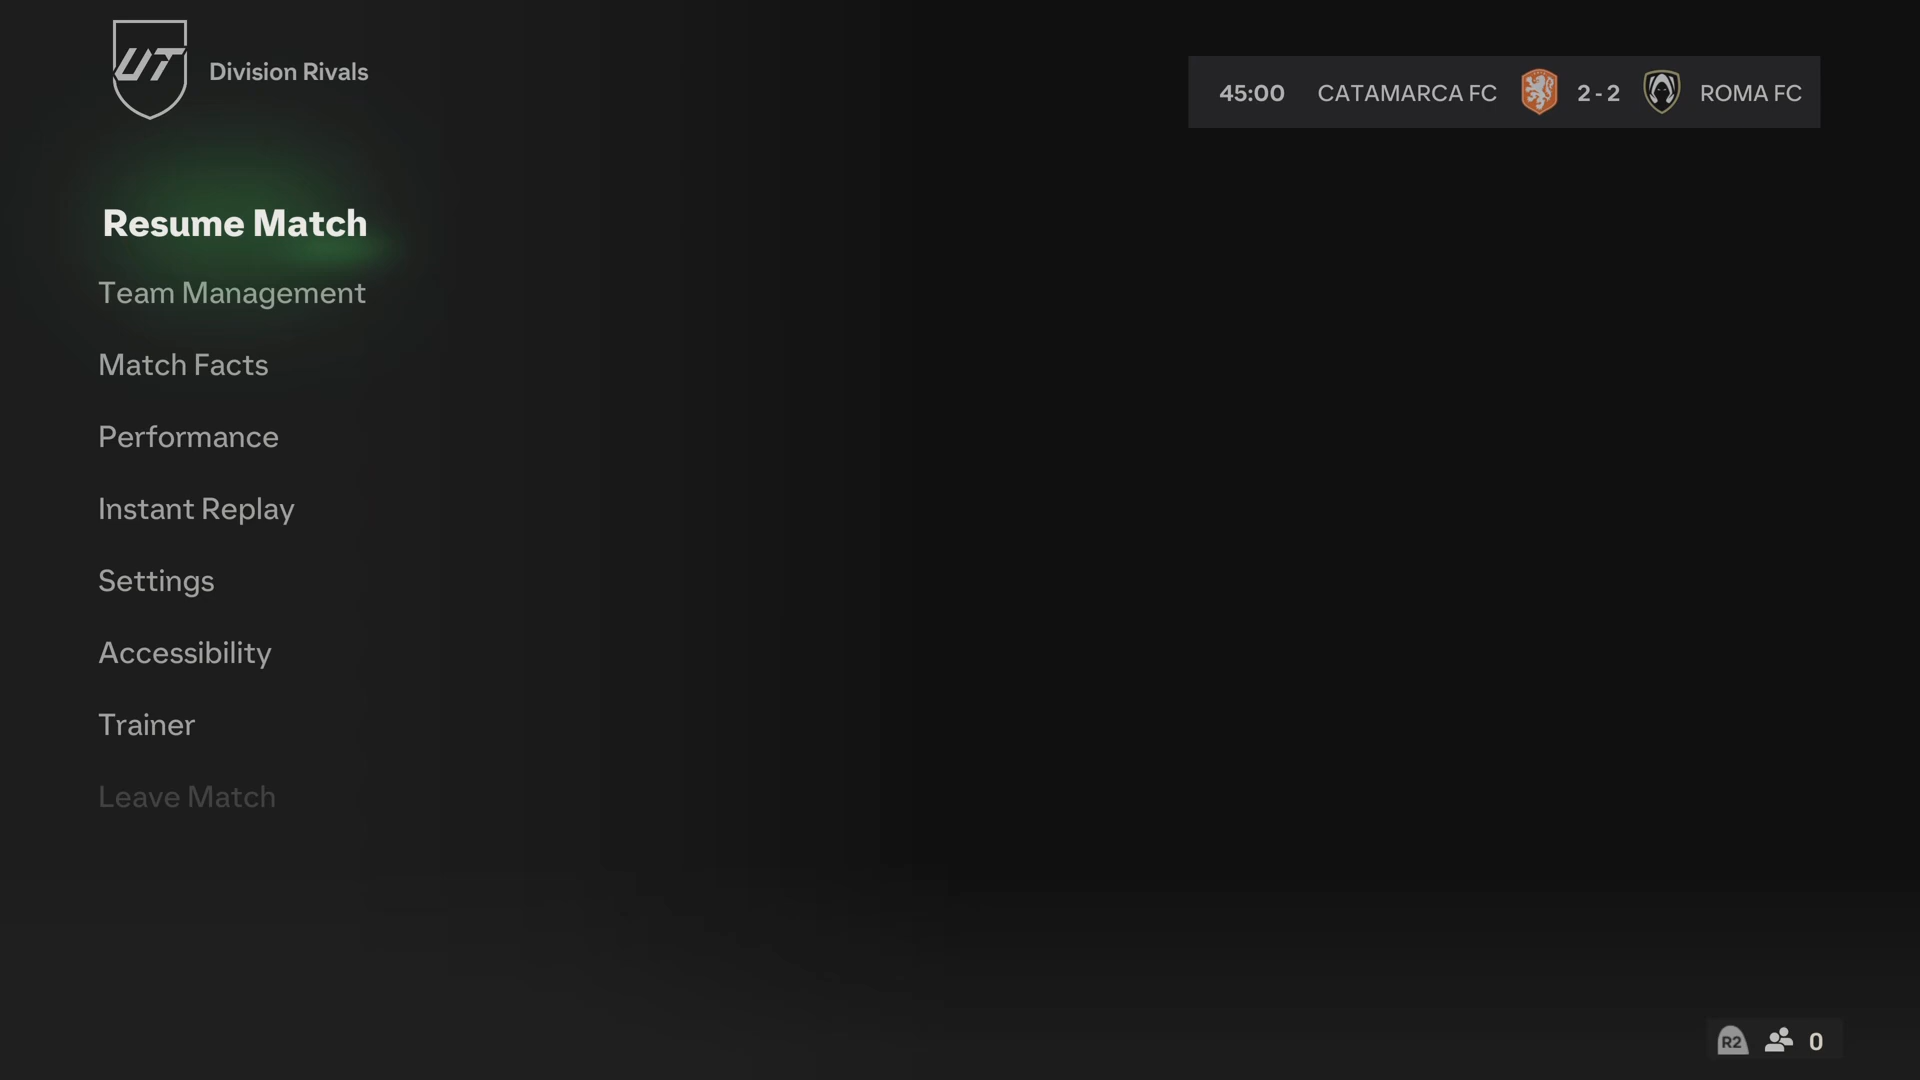 UT
Division Rivals
45:00 CATAMARCA FC 2 - 2 ROMA FC
Resume Match
Team Management
Match Facts
Performance
Instant Replay
Settings
Accessibility
Trainer
Leave Match
R2 0